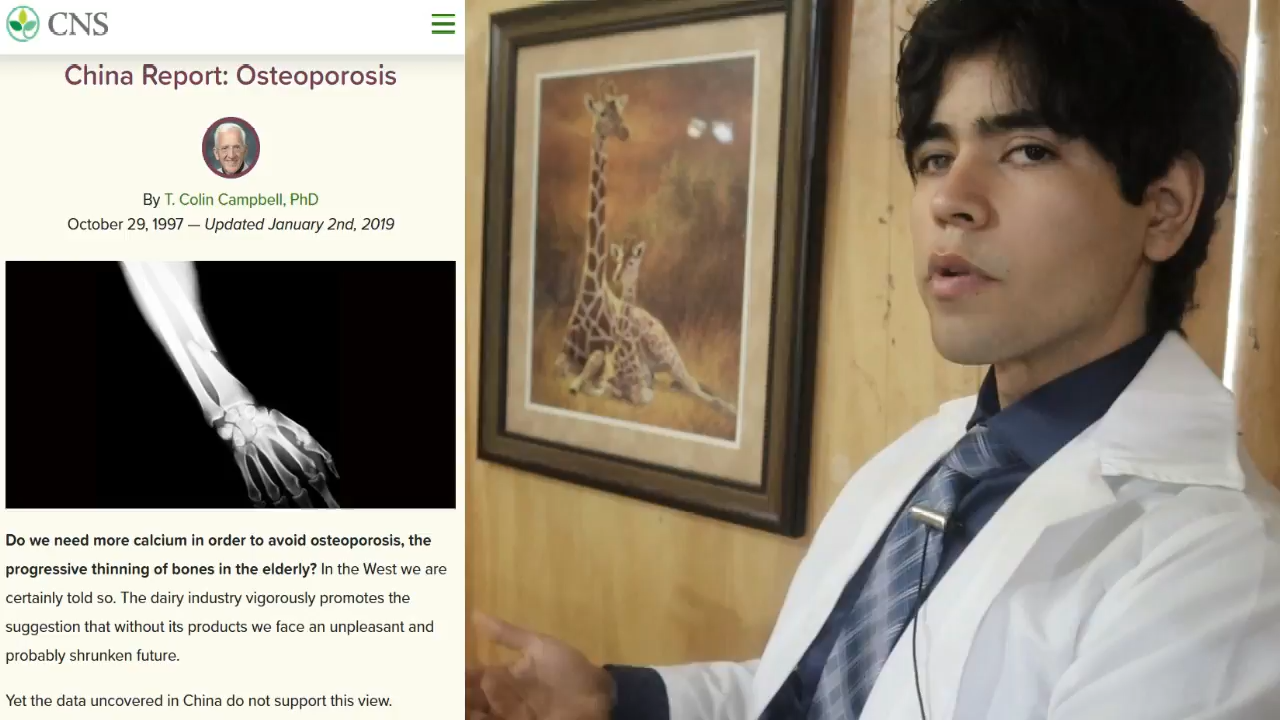 CNS
China Report: Osteoporosis
By T. Colin Campbell, PhD
October 29, 1997 — Updated January 2nd, 2019
Do we need more calcium in order to avoid osteoporosis, the
progressive thinning of bones in the elderly? In the West we are
certainly told so. The dairy industry vigorously promotes the
suggestion that without its products we face an unpleasant and
probably shrunken future.
Yet the data uncovered in China do not support this view.